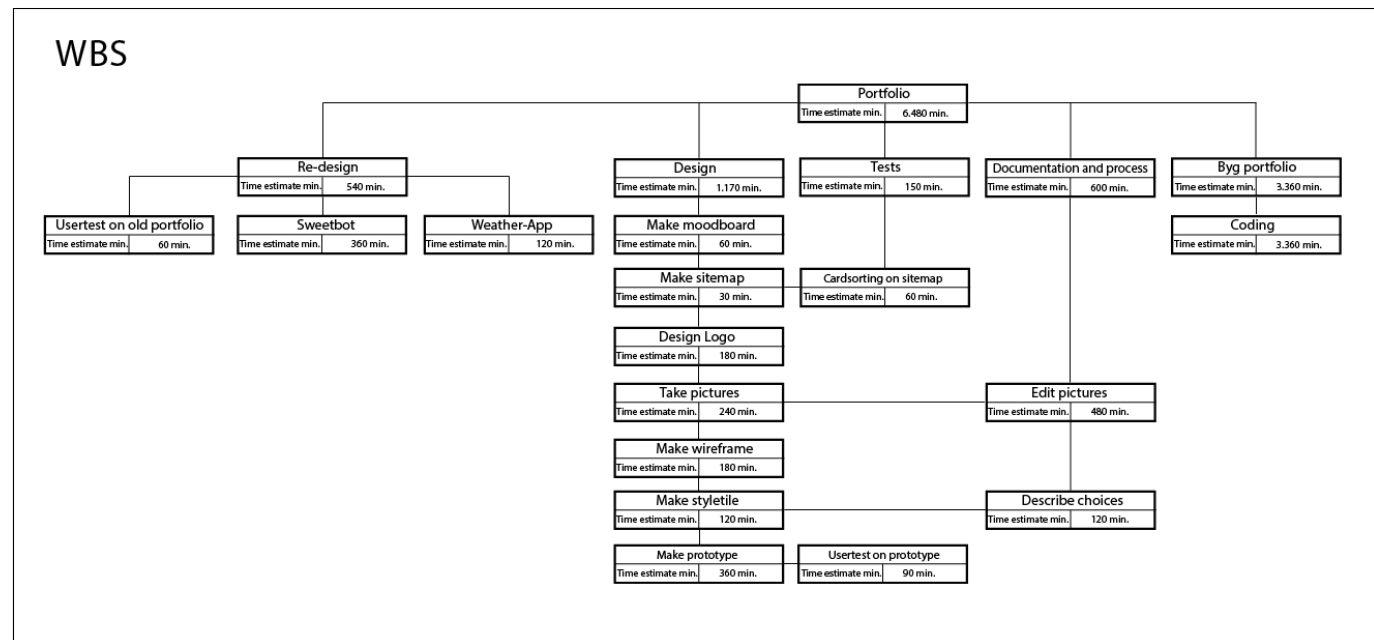 WBS
Portfolio
Time estimate min. 6.480 min.
Re-design
Time estimate min. 540 min.
Design
Time estimate min. 1.170 min.
Tests
Time estimate min. 150 min.
Documentation and process
Time estimate min. 600 min.
Byg portfolio
Time estimate min. 3.360 min.
Usertest on old portfolio
Time estimate min. 60 min.
Sweetbot
Time estimate min. 360 min.
Weather-App
Time estimate min. 120 min.
Make moodboard
Time estimate min. 60 min.
Coding
Time estimate min. 3.360 min.
Make sitemap
Time estimate min. 30 min.
Cardsorting on sitemap
Time estimate min. 60 min.
Design Logo
Time estimate min. 180 min.
Take pictures
Time estimate min. 240 min.
Edit pictures
Time estimate min. 480 min.
Make wireframe
Time estimate min. 180 min.
Make styletile
Time estimate min. 120 min.
Describe choices
Time estimate min. 120 min.
Make prototype
Time estimate min. 360 min.
Usertest on prototype
Time estimate min. 90 min.